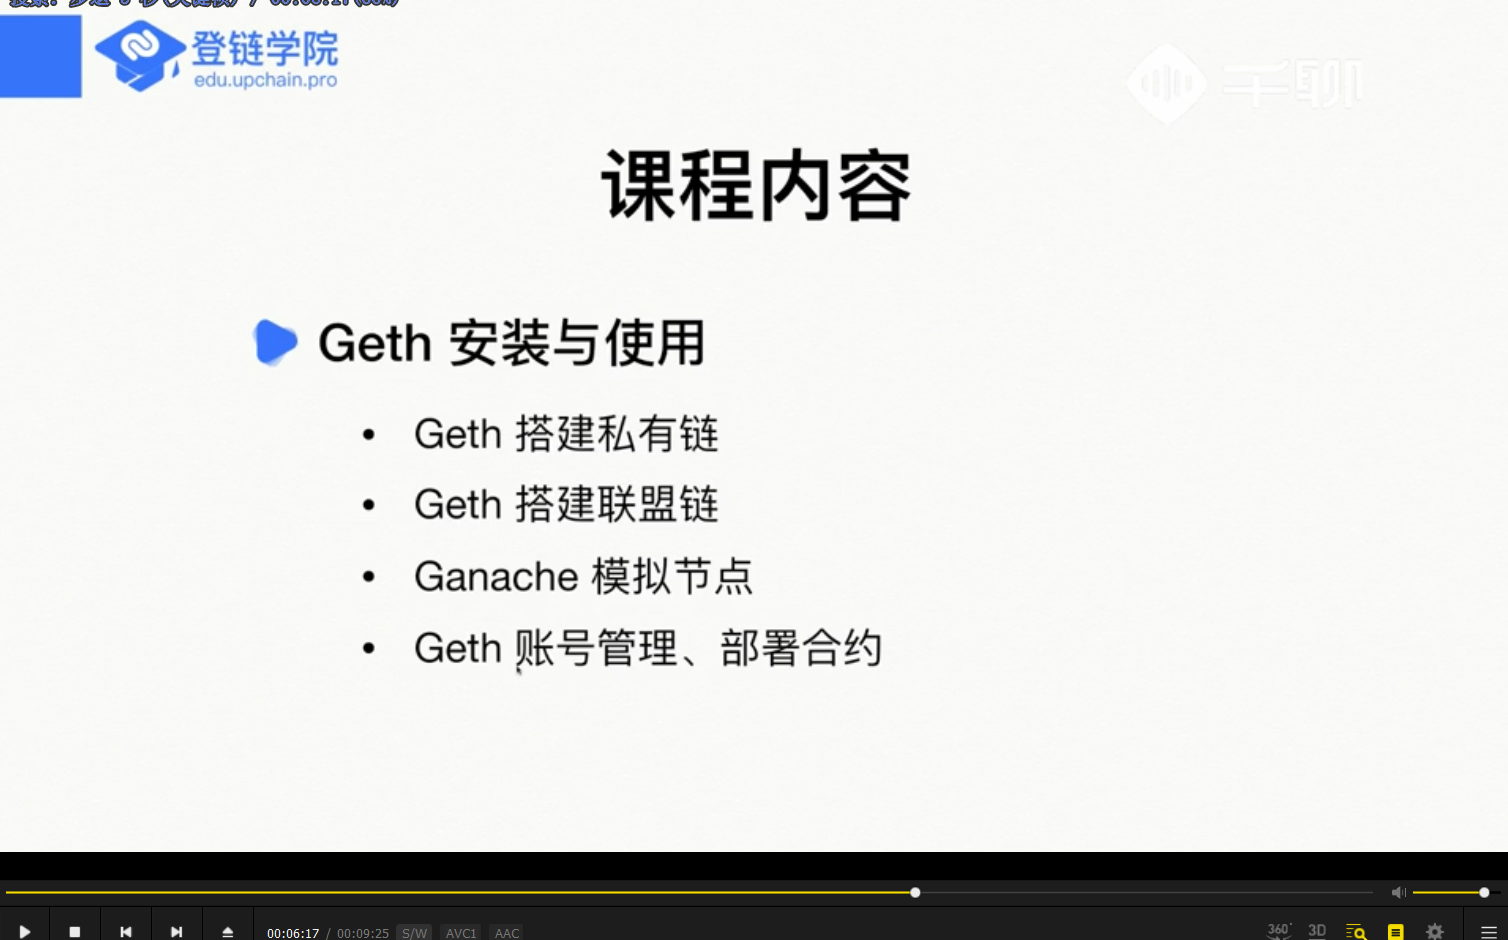 登链学院
edu.upchain.pro
千聊
课程内容
Geth 安装与使用
• Geth 搭建私有链
• Geth 搭建联盟链
• Ganache 模拟节点
• Geth 账号管理、部署合约
00:06:17 / 00:09:25 S/W AVC1 AAC
360° 3D